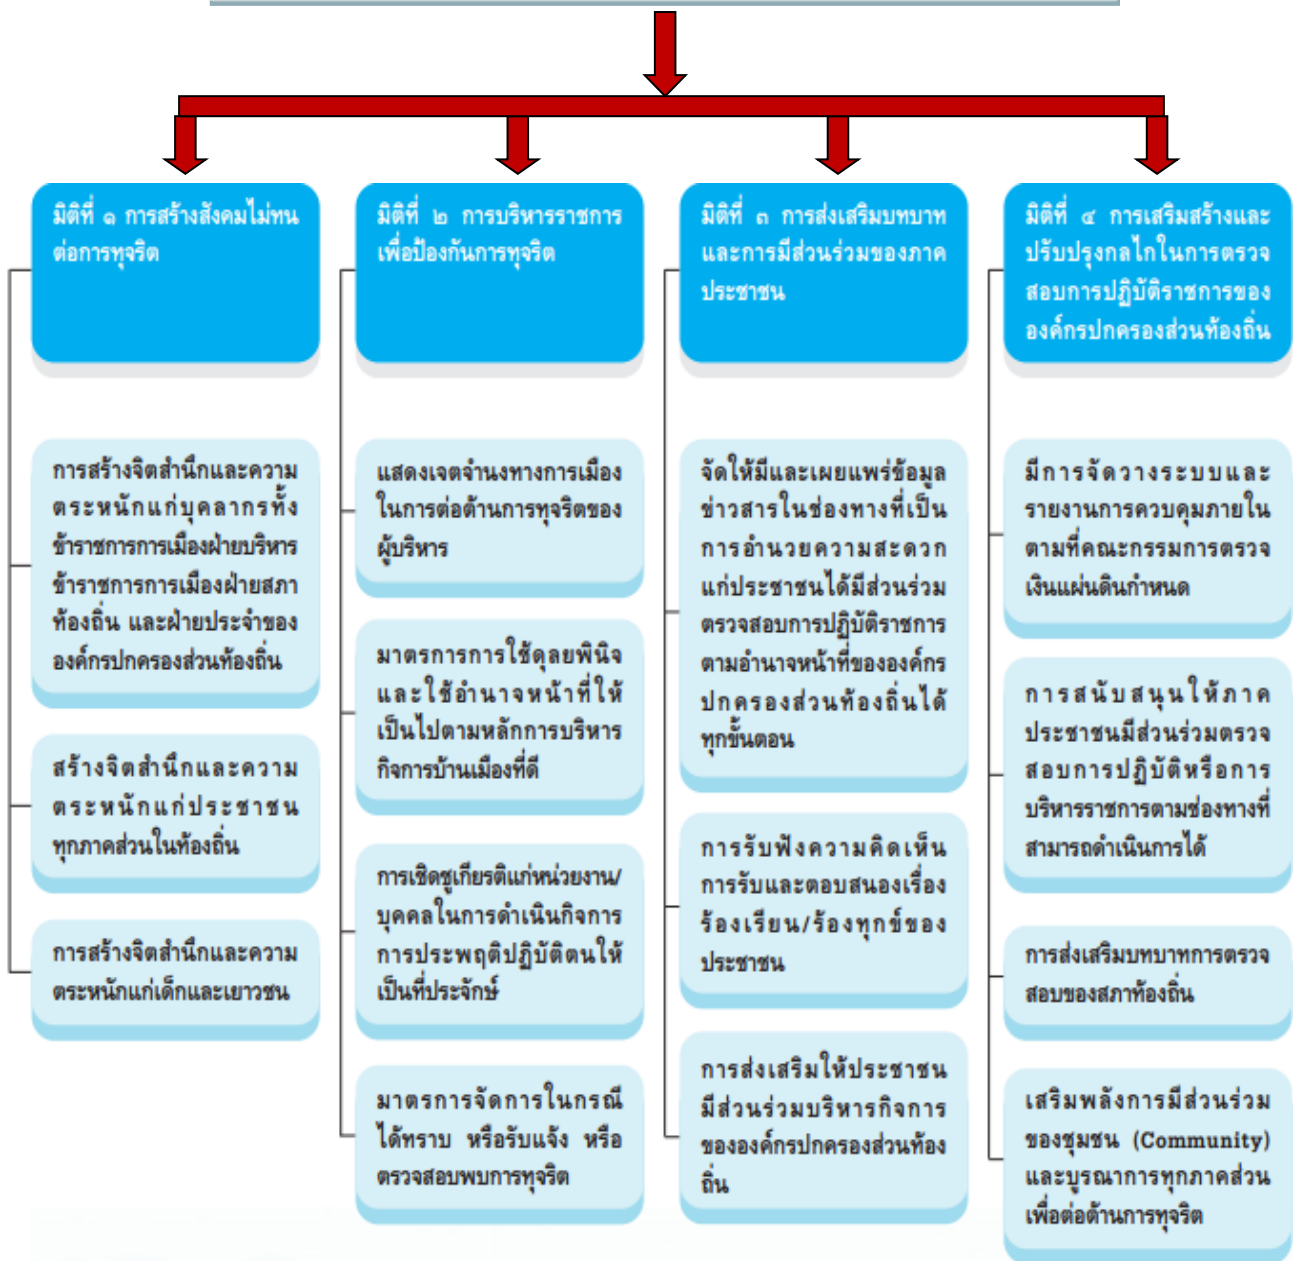 มิติที่ ๑ การสร้างสังคมไม่ทน
ต่อการทุจริต
การสร้างจิตสำนึกและความ
ตระหนักแก่บุคลากรทั้ง
ข้าราชการการเมืองฝ่ายบริหาร
ข้าราชการการเมืองฝ่ายสภา
ท้องถิ่น และฝ่ายประจำของ
องค์กรปกครองส่วนท้องถิ่น
สร้างจิตสำนึกและความ
ตระหนักแก่ประชาชน
ทุกภาคส่วนในท้องถิ่น
การสร้างจิตสำนึกและความ
ตระหนักแก่เด็กและเยาวชน
มิติที่ ๒ การบริหารราชการ
เพื่อป้องกันการทุจริต
แสดงเจตจำนงทางการเมือง
ในการต่อต้านการทุจริตของ
ผู้บริหาร
มาตรการการใช้ดุลยพินิจ
และใช้อำนาจหน้าที่ให้
เป็นไปตามหลักการบริหาร
กิจการบ้านเมืองที่ดี
การเชิดชูเกียรติแก่หน่วยงาน/
บุคคลในการดำเนินกิจการ
การประพฤติปฏิบัติตนให้
เป็นที่ประจักษ์
มาตรการจัดการในกรณี
ได้ทราบ หรือรับแจ้ง หรือ
ตรวจสอบพบการทุจริต
มิติที่ ๓ การส่งเสริมบทบาท
และการมีส่วนร่วมของภาค
ประชาชน
จัดให้มีและเผยแพร่ข้อมูล
ข่าวสารในช่องทางที่เป็น
การอำนวยความสะดวก
แก่ประชาชนได้มีส่วนร่วม
ตรวจสอบการปฏิบัติราชการ
ตามอำนาจหน้าที่ขององค์กร
ปกครองส่วนท้องถิ่นได้
ทุกขั้นตอน
การรับฟังความคิดเห็น
การรับและตอบสนองเรื่อง
ร้องเรียน/ร้องทุกข์ของ
ประชาชน
การส่งเสริมให้ประชาชน
มีส่วนร่วมบริหารกิจการ
ขององค์กรปกครองส่วนท้อง
ถิ่น
มิติที่ ๔ การเสริมสร้างและ
ปรับปรุงกลไกในการตรวจ
สอบการปฏิบัติราชการของ
องค์กรปกครองส่วนท้องถิ่น
มีการจัดวางระบบและ
รายงานการควบคุมภายใน
ตามที่คณะกรรมการตรวจ
เงินแผ่นดินกำหนด
การสนับสนุนให้ภาค
ประชาชนมีส่วนร่วมตรวจ
สอบการปฏิบัติหรือการ
บริหารราชการตามช่องทางที่
สามารถดำเนินการได้
การส่งเสริมบทบาทการตรวจ
สอบของสภาท้องถิ่น
เสริมพลังการมีส่วนร่วม
ของชุมชน (Community)
และบูรณาการทุกภาคส่วน
เพื่อต่อต้านการทุจริต